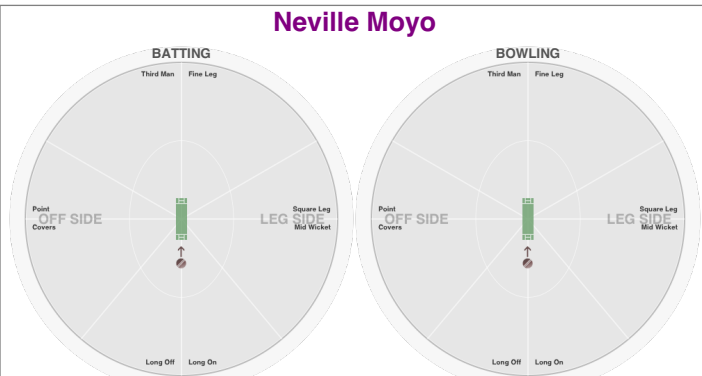 Neville Moyo
BATTING
Third Man Fine Leg
Point
OFF SIDE
Covers
Square Leg
LEG SIDE
Mid Wicket
Long Off Long On
BOWLING
Third Man Fine Leg
Point
OFF SIDE
Covers
Square Leg
LEG SIDE
Mid Wicket
Long Off Long On